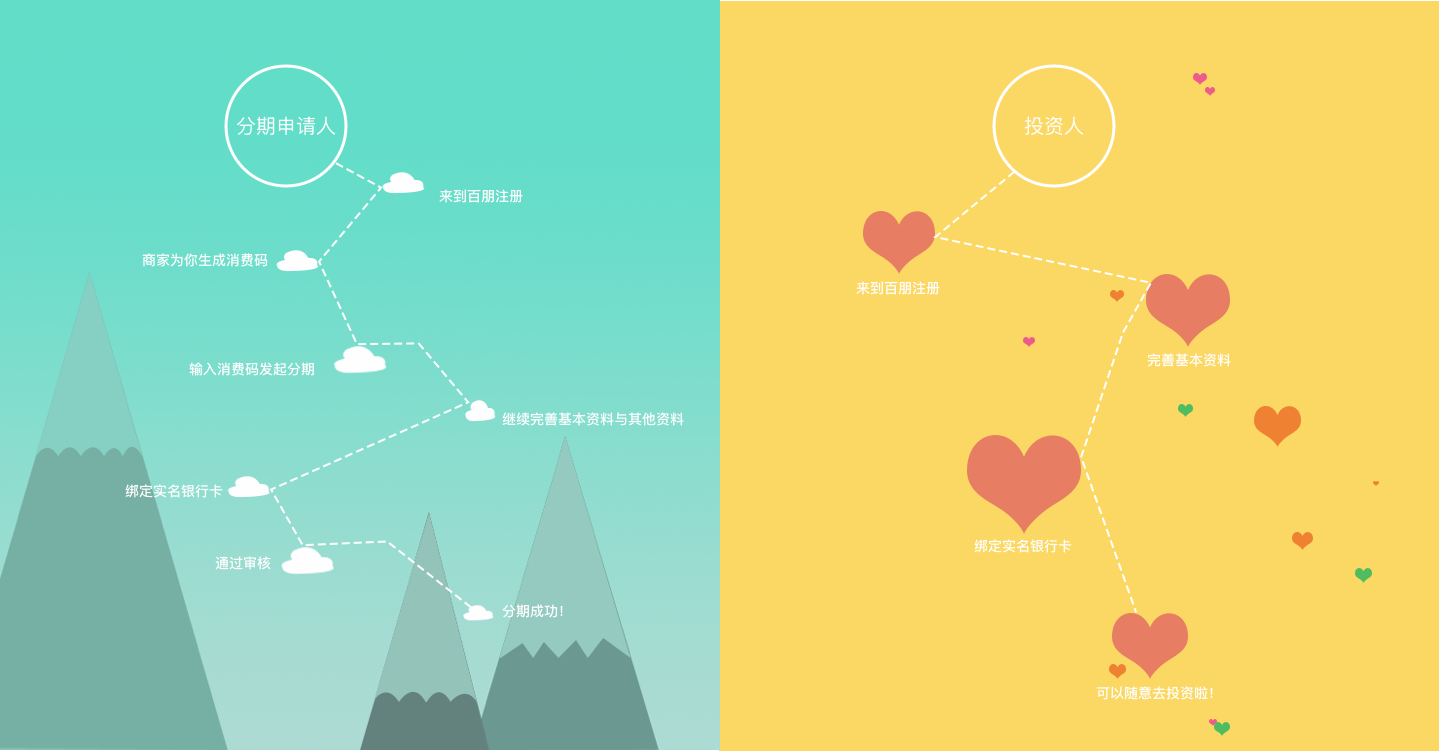 分期申请人
来到百朋注册
商家为你生成消费码
输入消费码发起分期
继续完善基本资料与其他资料
绑定实名银行卡
通过审核
分期成功!
投资人
来到百朋注册
完善基本资料
绑定实名银行卡
可以随意去投资啦!